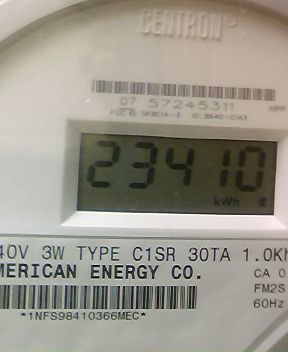 CENTRON
07 57245311
23410
kWh
40V 3W TYPE C1SR 30TA 1.0Kh
MERICAN ENERGY CO.
CA 0
FM2S
60Hz
*1NFS98410366MEC*